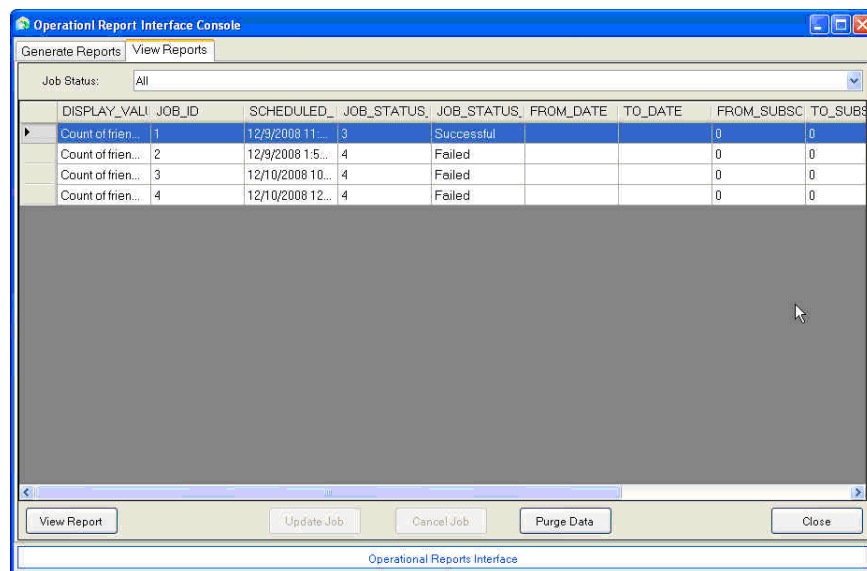 Operationl Report Interface Console
Generate Reports View Reports
Job Status: All
DISPLAY_VALU JOB_ID SCHEDULED_ JOB_STATUS_ JOB_STATUS_ FROM_DATE TO_DATE FROM_SUBSC TO_SUBS
Count of frien... 1 12/9/2008 11:... 3 Successful 0 0
Count of frien... 2 12/9/2008 1:5... 4 Failed 0 0
Count of frien... 3 12/10/2008 10... 4 Failed 0 0
Count of frien... 4 12/10/2008 12... 4 Failed 0 0
View Report Update Job Cancel Job Purge Data Close
Operational Reports Interface